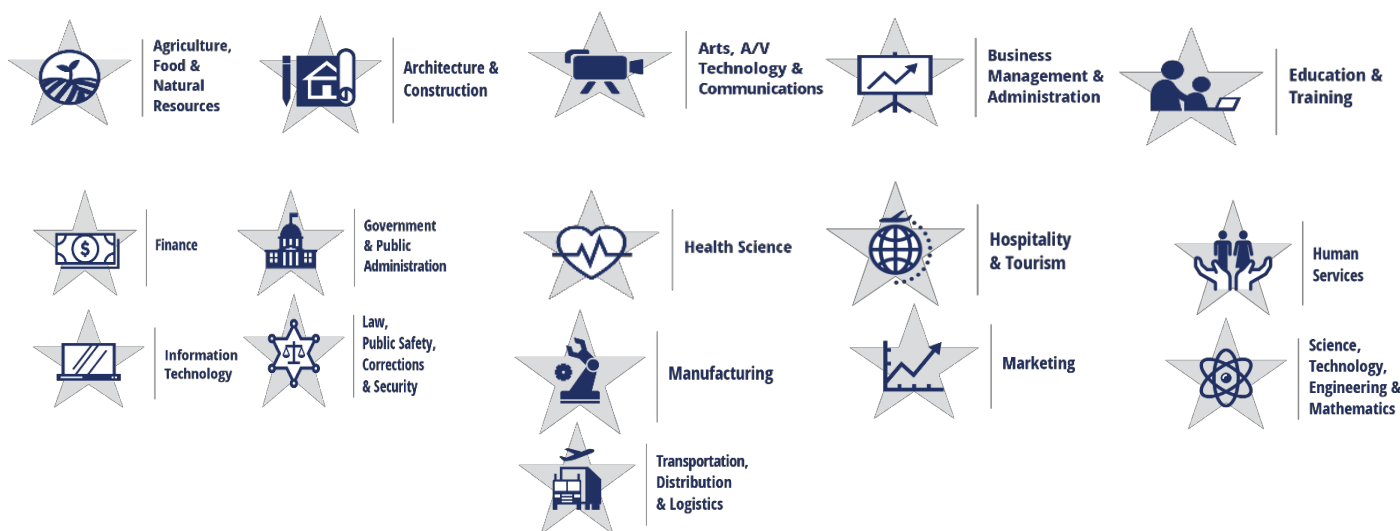 Agriculture,
Food &
Natural
Resources
Architecture &
Construction
Arts, A/V
Technology &
Communications
Business
Management &
Administration
Education &
Training
Finance
$
Government
& Public
Administration
Health Science
Hospitality
& Tourism
Human
Services
Information
Technology
Law,
Public Safety,
Corrections
& Security
Manufacturing
Marketing
Science,
Technology,
Engineering &
Mathematics
Transportation,
Distribution
& Logistics